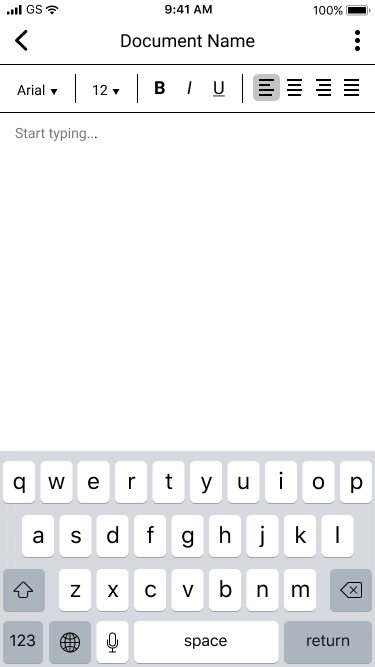 GS 9:41 AM 100%
Document Name
Arial 12 B I U
Start typing...
q w e r t y u i o p
a s d f g h j k l
z x c v b n m
123 space return